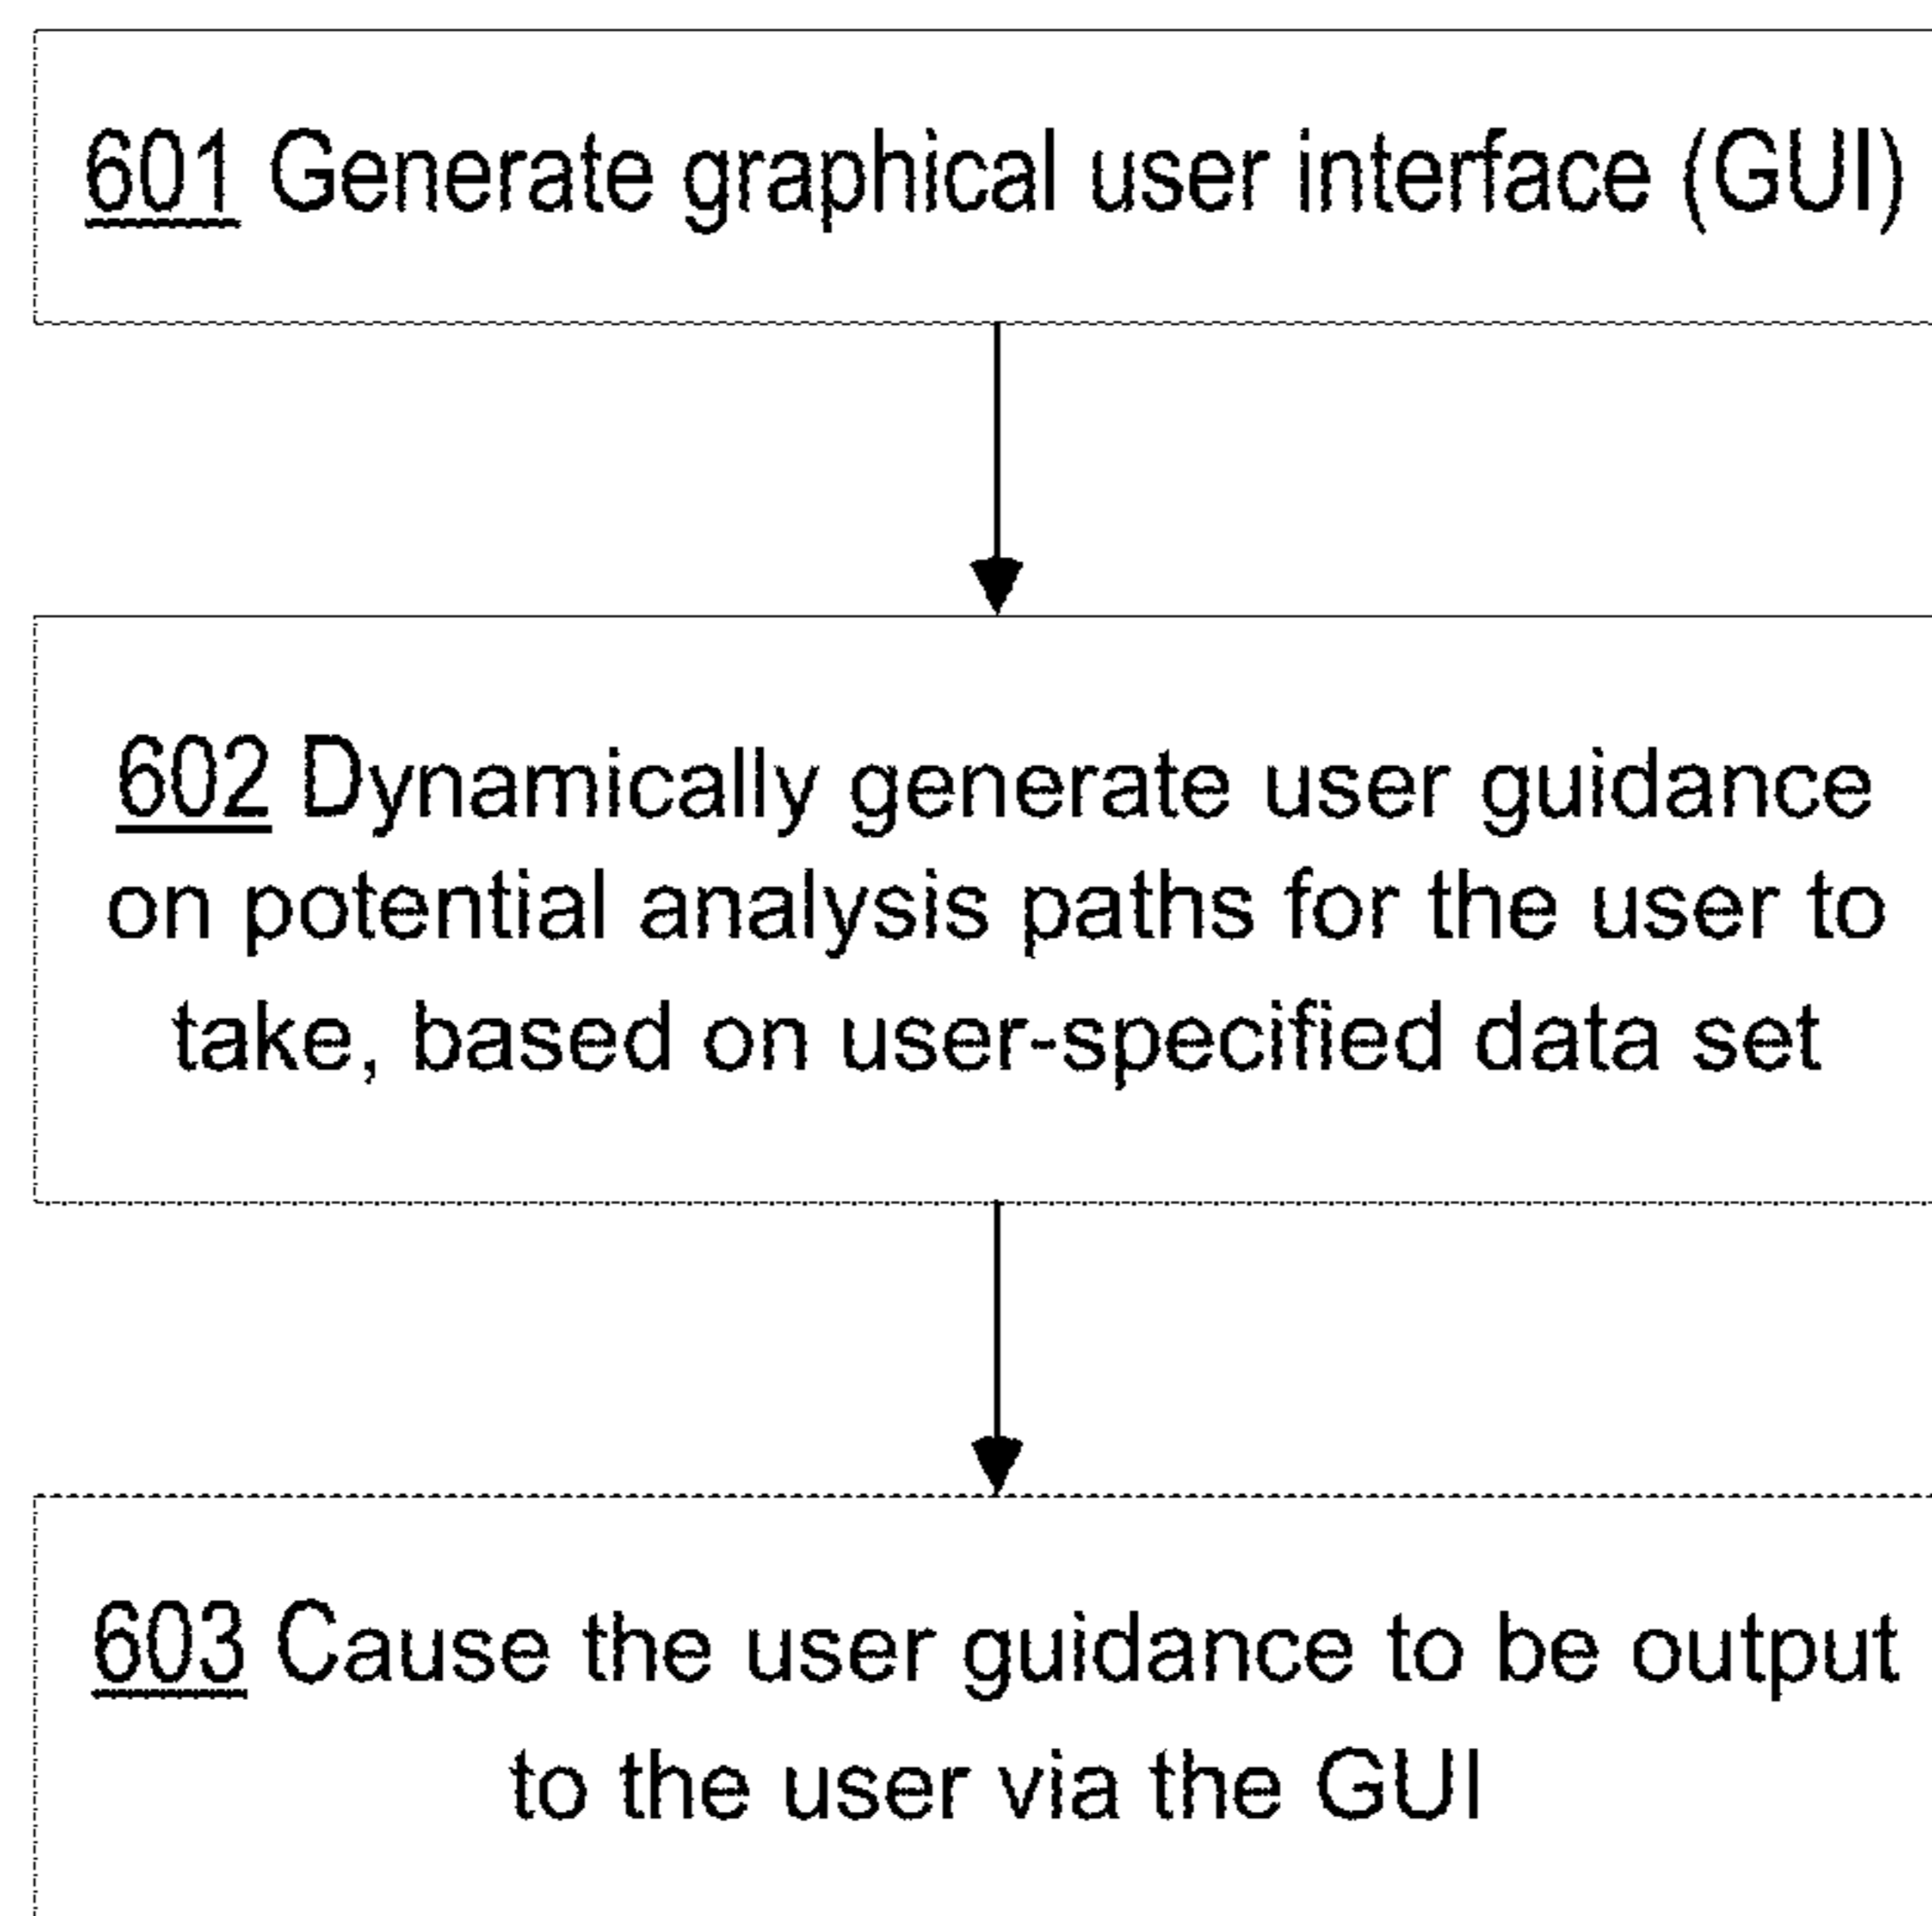 601 Generate graphical user interface (GUI)
602 Dynamically generate user guidance
on potential analysis paths for the user to
take, based on user-specified data set
603 Cause the user guidance to be output
to the user via the GUI